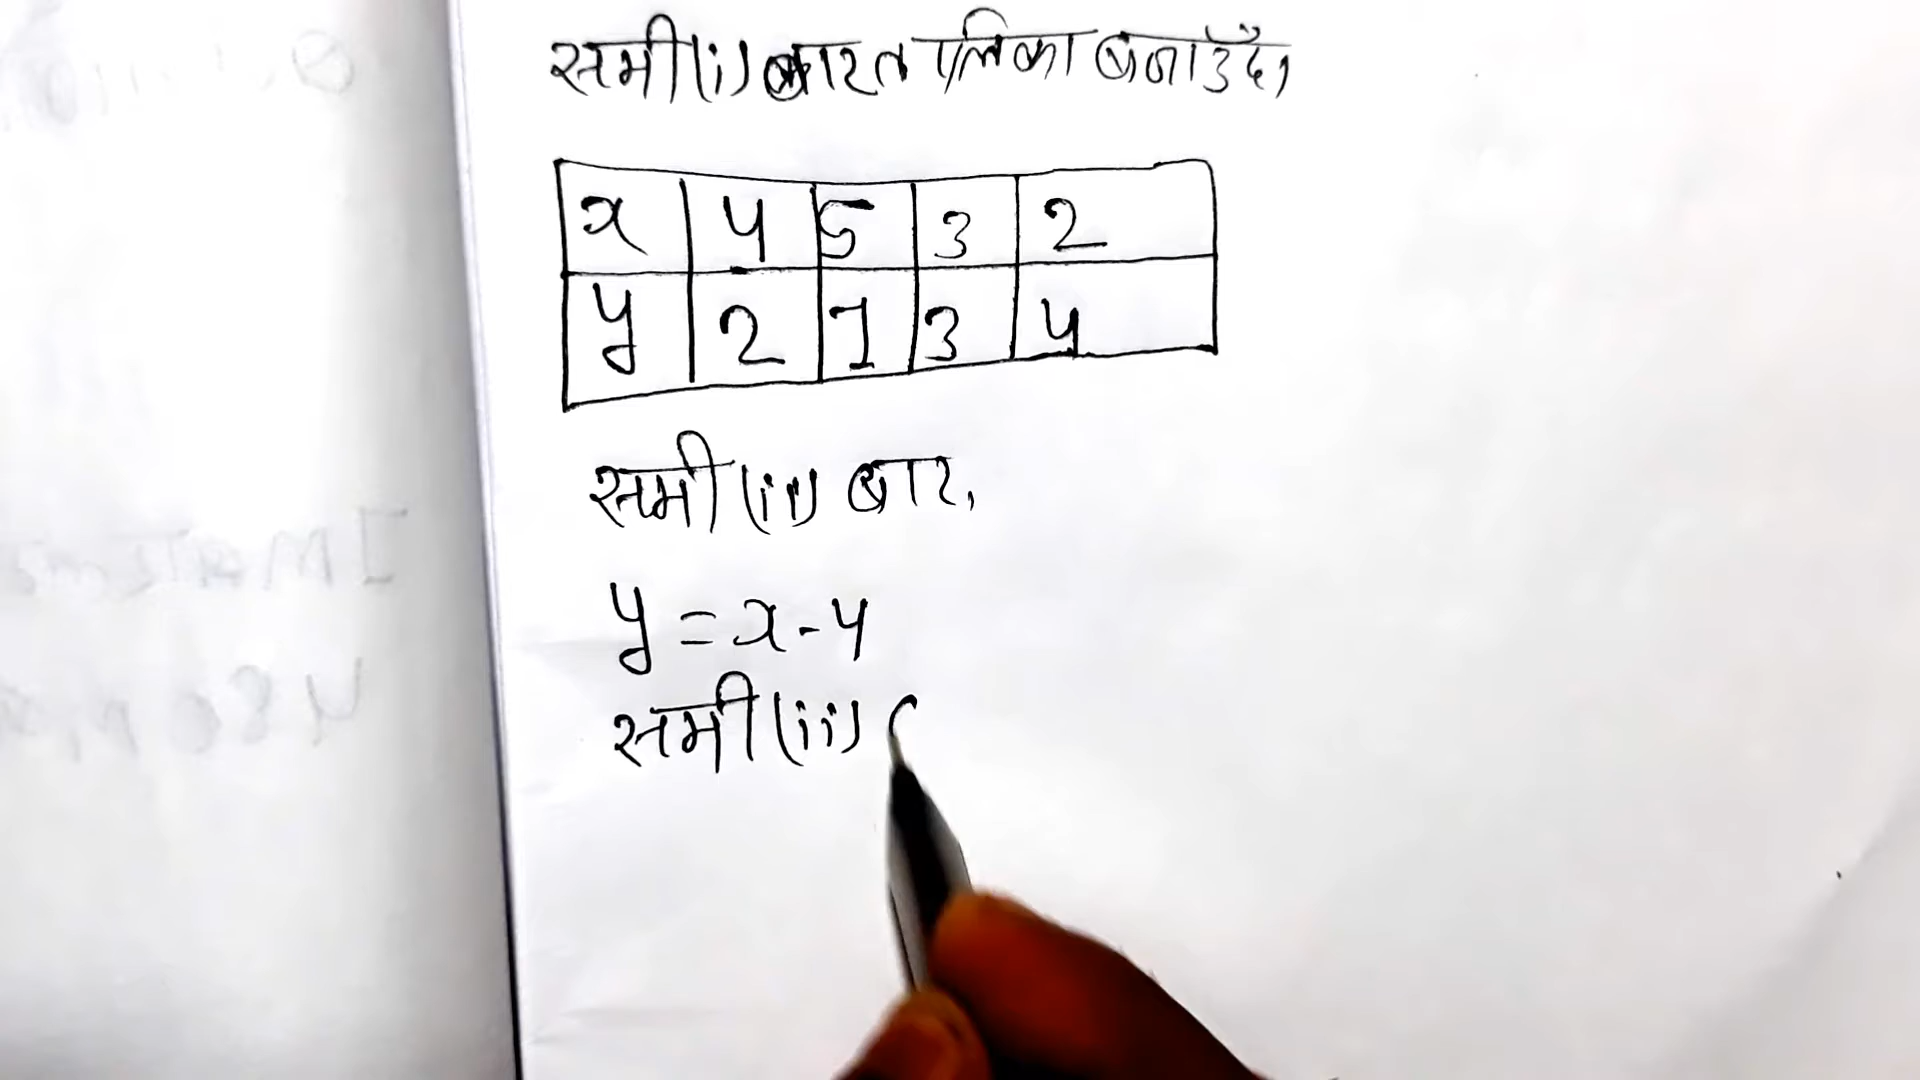 समी(i) बाट तालिका बनाउँदै,
x 4 5 3 2
y 2 1 3 4
समी(ii) बाट,
y = x - 4
समी(ii)